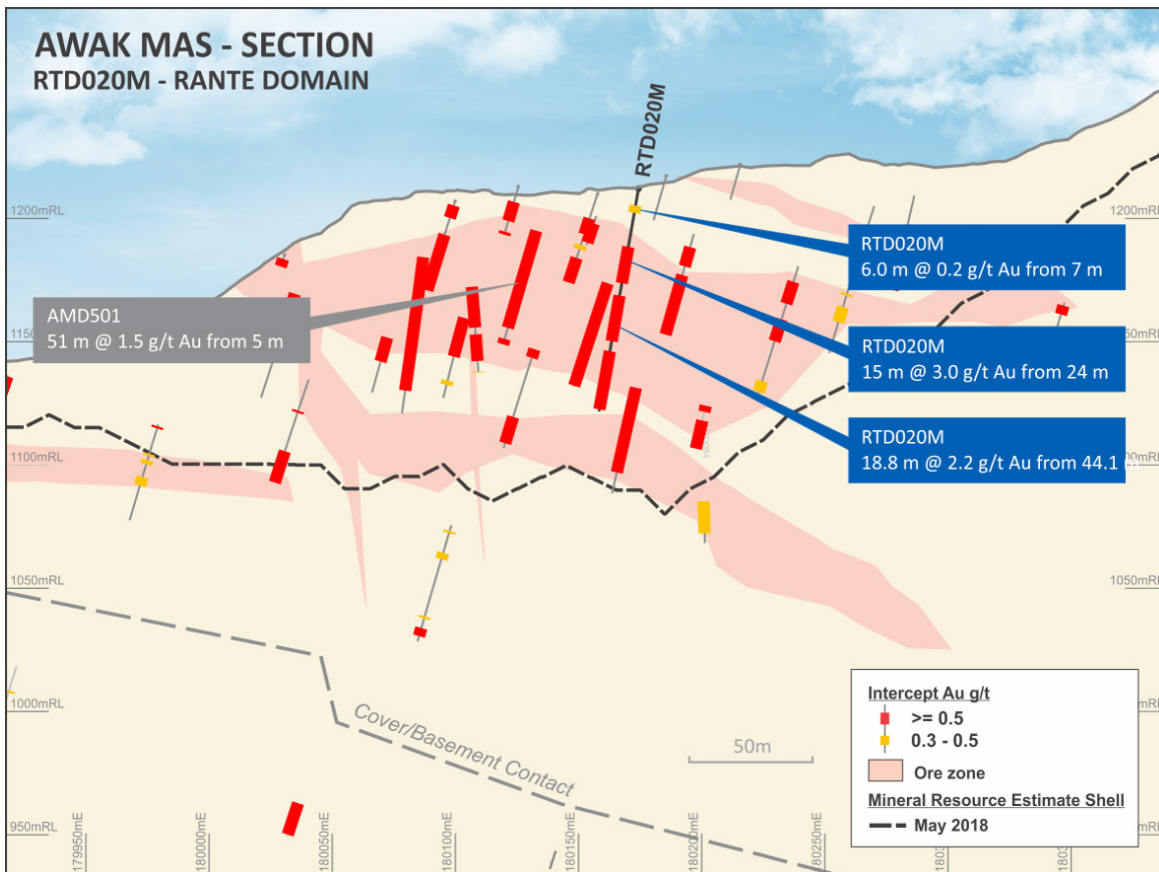 AWAK MAS - SECTION
RTD020M - RANTE DOMAIN
RTD020M
1200mRL
1200mRL
RTD020M
6.0 m @ 0.2 g/t Au from 7 m
AMD501
51 m @ 1.5 g/t Au from 5 m
RTD020M
15 m @ 3.0 g/t Au from 24 m
RTD020M
18.8 m @ 2.2 g/t Au from 44.1 m
1100mRL
1050mRL
1050mRL
1000mRL
950mRL
Cover/Basement Contact
50m
Intercept Au g/t
>= 0.5
0.3 - 0.5
Ore zone
Mineral Resource Estimate Shell
May 2018
179950mE
180000mE
180050mE
180100mE
180150mE
180200mE
180250mE